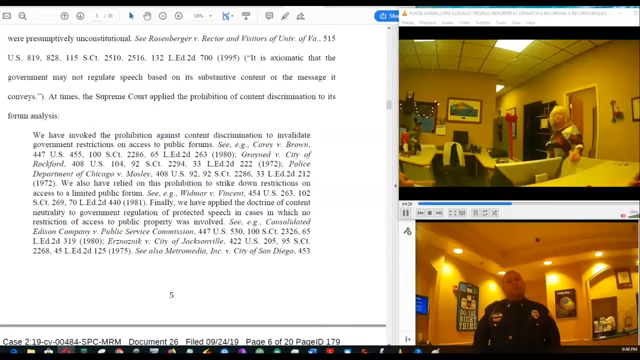 were presumptively unconstitutional. See Rosenberger v. Rector and Visitors of Univ. of Va., 515
U.S. 819, 828, 115 S.Ct. 2510, 2516, 132 L.Ed.2d 700 (1995) (“It is axiomatic that the
government may not regulate speech based on its substantive content or the message it
conveys.”). At times, the Supreme Court applied the prohibition of content discrimination to its
forum analysis:
We have invoked the prohibition against content discrimination to invalidate
government restrictions on access to public forums. See, e.g., Carey v. Brown,
447 U.S. 455, 100 S.Ct. 2286, 65 L.Ed.2d 263 (1980); Grayned v. City of
Rockford, 408 U.S. 104, 92 S.Ct. 2294, 33 L.Ed.2d 222 (1972); Police
Department of Chicago v. Mosley, 408 U.S. 92, 92 S.Ct. 2286, 33 L.Ed.2d 212
(1972). We also have relied on this prohibition to strike down restrictions on
access to a limited public forum. See, e.g., Widmar v. Vincent, 454 U.S. 263, 102
S.Ct. 269, 70 L.Ed.2d 440 (1981). Finally, we have applied the doctrine of content
neutrality to government regulation of protected speech in cases in which no
restriction of access to public property was involved. See, e.g., Consolidated
Edison Company v. Public Service Commission, 447 U.S. 530, 100 S.Ct. 2326, 65
L.Ed.2d 319 (1980); Erznoznik v. City of Jacksonville, 422 U.S. 205, 95 S.Ct.
2268, 45 L.Ed.2d 125 (1975). See also Metromedia, Inc. v. City of San Diego, 453
5
Case 2:19-cv-00484-SPC-MRM Document 26 Filed 09/24/19 Page 6 of 20 PageID 179
DO THE
RIGHT
THING